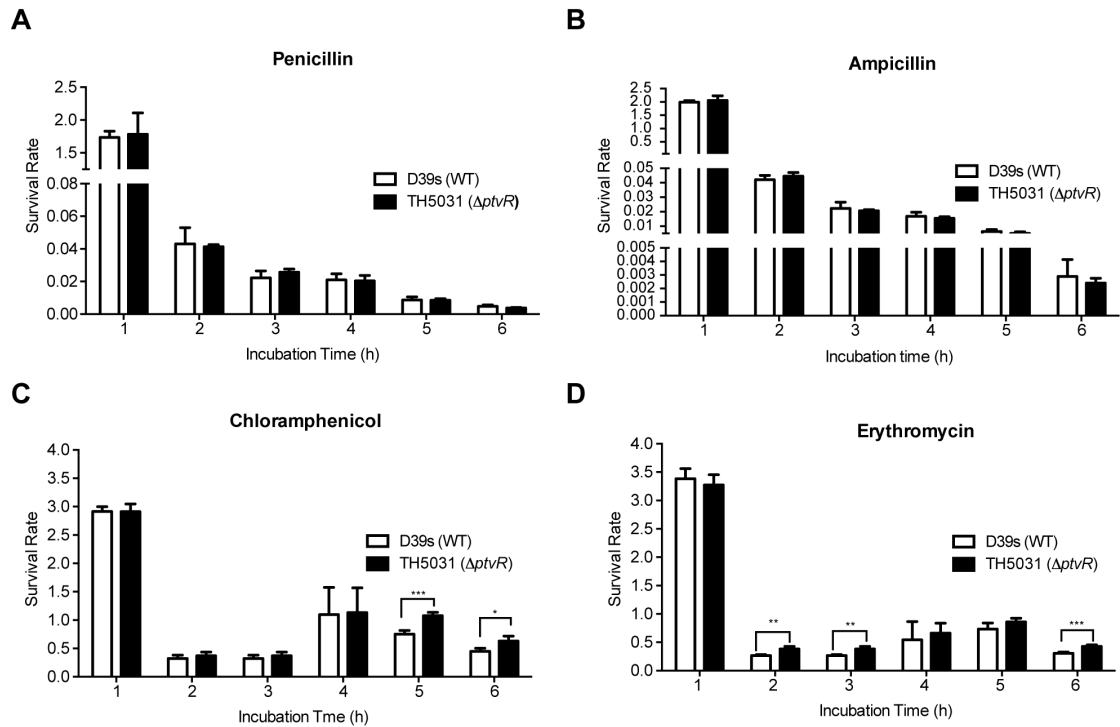 A
Penicillin
Survival Rate
2.5
2.0
1.5
0.08
0.06
0.04
0.02
0.00
D39s (WT)
TH5031 (ΔptvR)
1 2 3 4 5 6
Incubation Time (h)
B
Ampicillin
Survival Rate
2.5
2.0
1.5
1.0
0.5
0.05
0.04
0.03
0.02
0.01
0.005
0.004
0.003
0.002
0.001
0.000
D39s (WT)
TH5031 (ΔptvR)
1 2 3 4 5 6
Incubation time (h)
C
Chloramphenicol
Survival Rate
4.0
3.5
3.0
2.5
2.0
1.5
1.0
0.5
0.0
D39s (WT)
TH5031 (ΔptvR)
***
*
1 2 3 4 5 6
Incubation Tme (h)
D
Erythromycin
Survival Rate
4.0
3.5
3.0
2.5
2.0
1.5
1.0
0.5
0.0
D39s (WT)
TH5031 (ΔptvR)
** ** ***
1 2 3 4 5 6
Incubation Time (h)